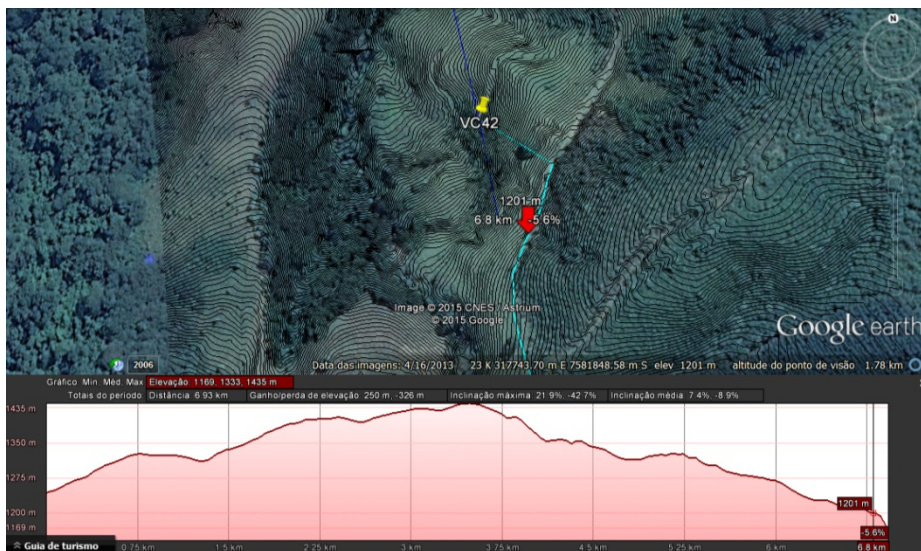 N
VC42
1201 m
6.8 km -5.6%
Image © 2015 CNES / Astrium
© 2015 Google
Google earth
2006
Data das imagens: 4/16/2013 23 K 317743.70 m E 7581848.58 m S elev 1201 m altitude do ponto de visão 1.78 km
Gráfico Mín. Méd. Máx Elevação 1169, 1333, 1435 m
Totais do período: Distância: 6.93 km Ganho/perda de elevação: 250 m, -326 m Inclinação máxima: 21.9%, -42.7% Inclinação média: 7.4%, -8.9%
1435 m
1350 m
1275 m
1200 m
1169 m
1201 m
-5.6%
Guia de turismo 0.75 km 1.5 km 2.25 km 3 km 3.75 km 4.5 km 5.25 km 6 km 6.8 km